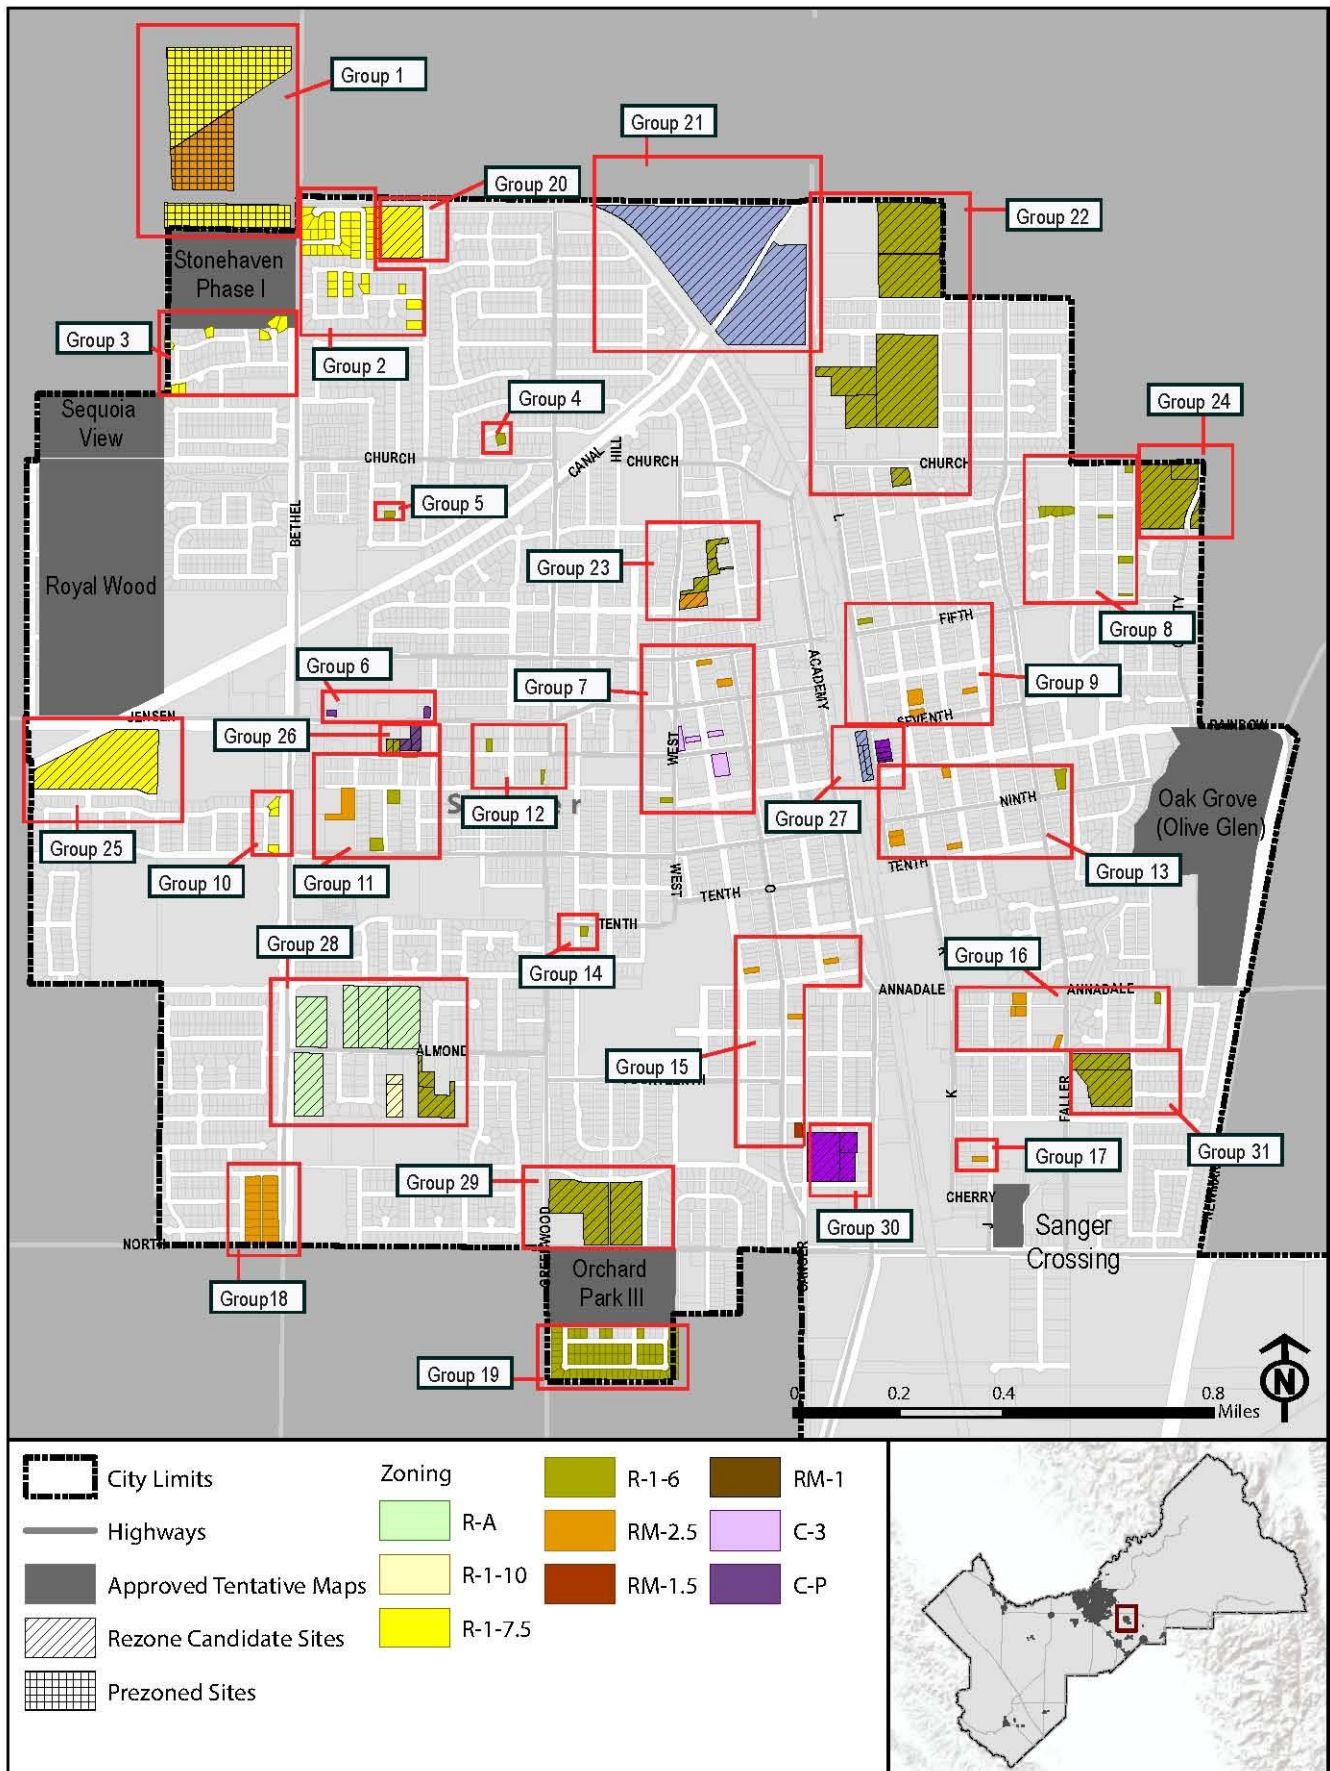 Group 1
Group 21
Group 20
Group 22
Stonehaven
Phase I
Group 3
Group 2
Group 24
Sequoia
View
Group 4
CHURCH
CANAL
HILL
CHURCH
CHURCH
Group 5
BETHEL
L
Group 23
Royal Wood
FIFTH
Group 8
Group 6
Group 7
ACADEMY
Group 9
JENSEN
SEVENTH
RAINBOW
Group 26
WEST
Group 12
Group 27
NINTH
Oak Grove
(Olive Glen)
Group 25
Group 10
Group 11
TENTH
Group 13
WEST
TENTH
O
Group 28
TENTH
Group 14
Group 16
ANNADALE
ANNADALE
ALMOND
Group 15
K
FALLER
Group 31
Group 29
Group 17
CHERRY
J
Group 30
Sanger
Crossing
NORTH
GREENWOOD
SANGER
Group18
Orchard
Park III
Group 19
N
0
0.2
0.4
0.8
Miles
City Limits
Highways
Approved Tentative Maps
Rezone Candidate Sites
Prezoned Sites
Zoning
R-A
R-1-10
R-1-7.5
R-1-6
RM-2.5
RM-1.5
RM-1
C-3
C-P